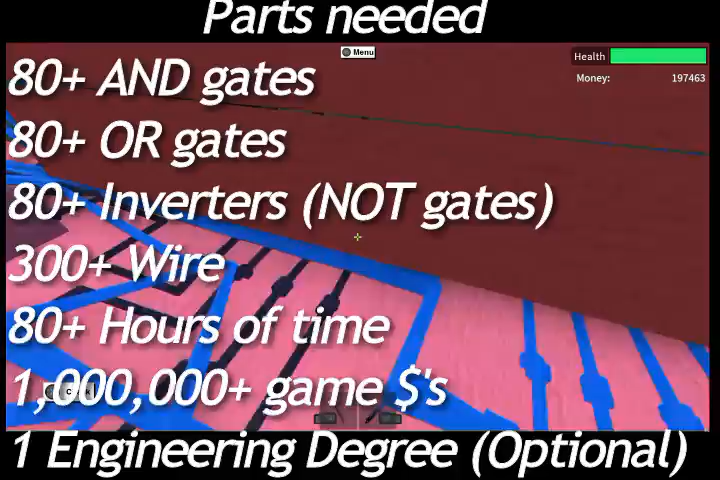 Parts needed
Menu
Health
80+ AND gates
Money: 197463
80+ OR gates
80+ Inverters (NOT gates)
300+ Wire
80+ Hours of time
1,000,000+ game $'s
1 Engineering Degree (Optional)